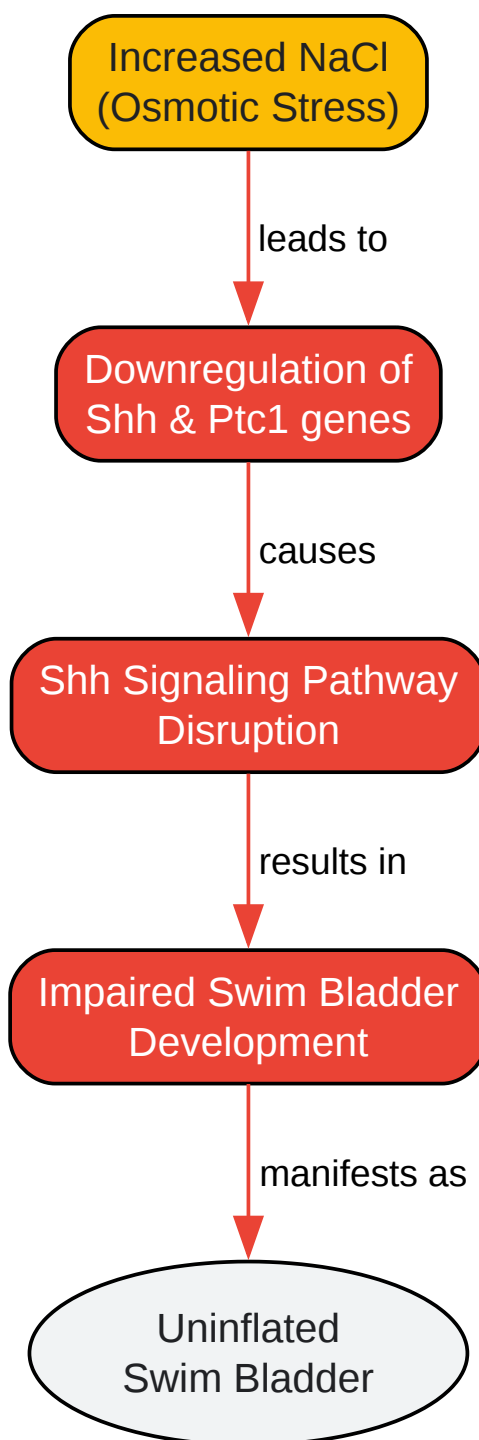 Increased NaCl
(Osmotic Stress)
leads to
Downregulation of
Shh & Ptc1 genes
causes
Shh Signaling Pathway
Disruption
results in
Impaired Swim Bladder
Development
manifests as
Uninflated
Swim Bladder